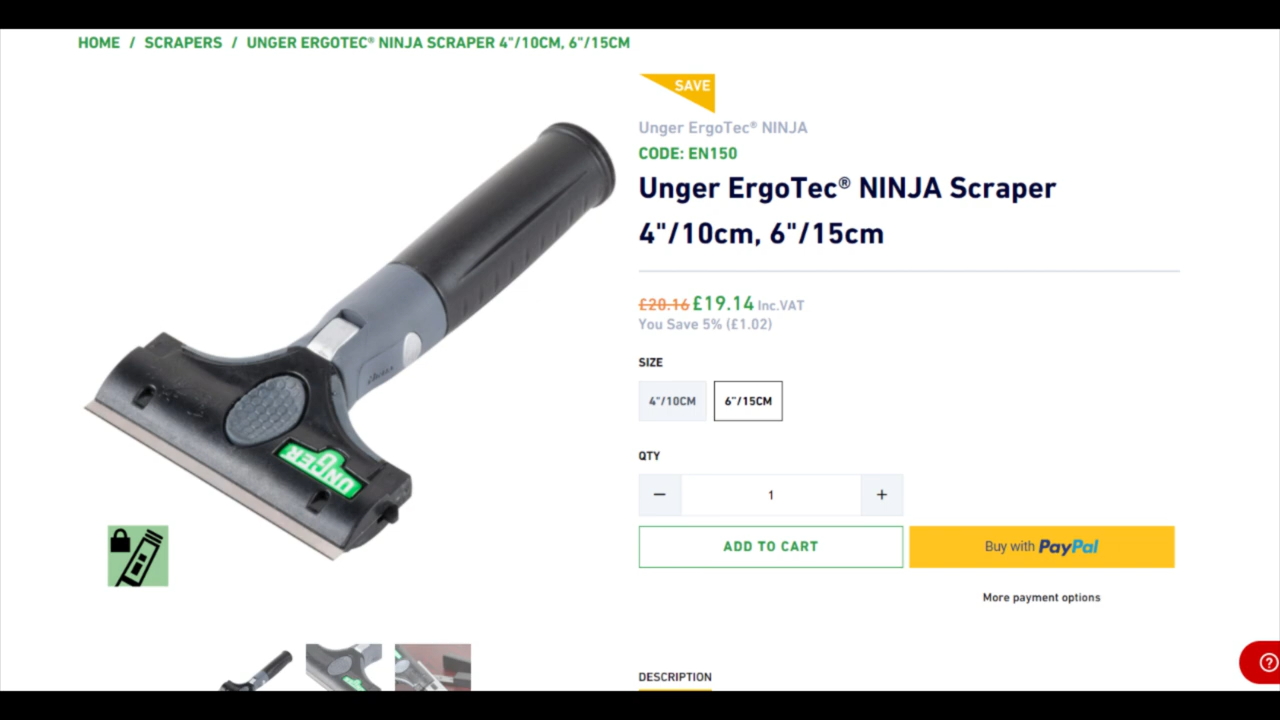 HOME / SCRAPERS / UNGER ERGOTEC® NINJA SCRAPER 4"/10CM, 6"/15CM
SAVE
Unger ErgoTec® NINJA
CODE: EN150
Unger ErgoTec® NINJA Scraper
4"/10cm, 6"/15cm
£20.16 £19.14 Inc.VAT
You Save 5% (£1.02)
SIZE
4"/10CM 6"/15CM
QTY
− 1 +
ADD TO CART
Buy with PayPal
More payment options
UNGER
DESCRIPTION